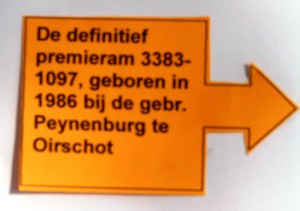 De definitief
premieram 3383-
1097, geboren in
1986 bij de gebr.
Peynenburg te
Oirschot